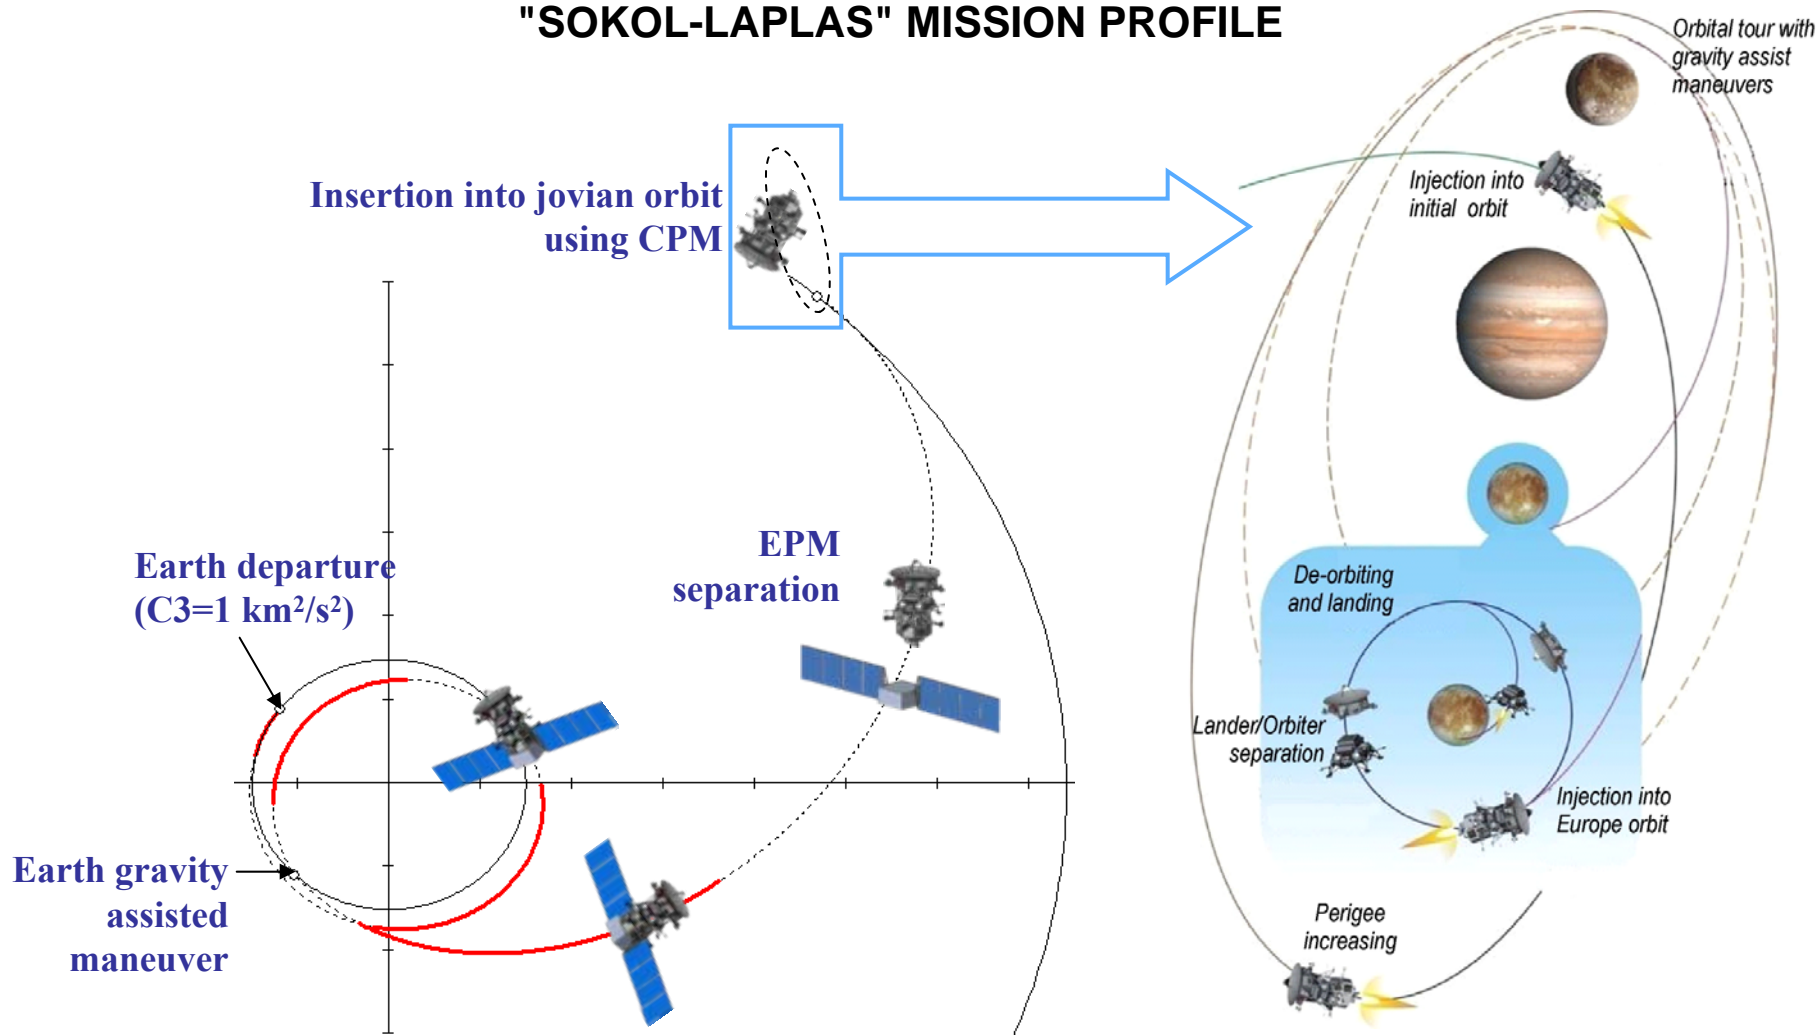 "SOKOL-LAPLAS" MISSION PROFILE
Orbital tour with
gravity assist
maneuvers
Insertion into jovian orbit
using CPM
Injection into
initial orbit
EPM
separation
Earth departure
(C3=1 km²/s²)
De-orbiting
and landing
Lander/Orbiter
separation
Injection into
Europe orbit
Earth gravity
assisted
maneuver
Perigee
increasing